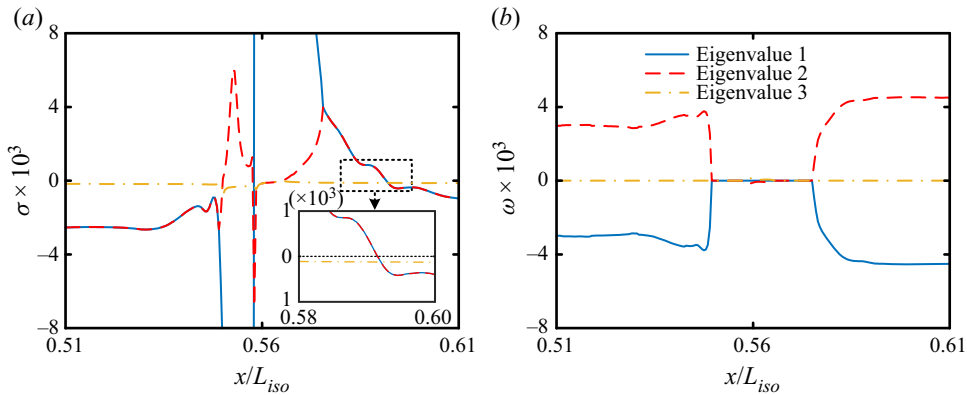 (a)
8
4
0
−4
−8
σ × 10³
(×10³)
1
0
1
0.58
0.60
0.51
0.56
0.61
x/L_iso
(b)
Eigenvalue 1
Eigenvalue 2
Eigenvalue 3
8
4
0
−4
−8
ω × 10³
0.51
0.56
0.61
x/L_iso